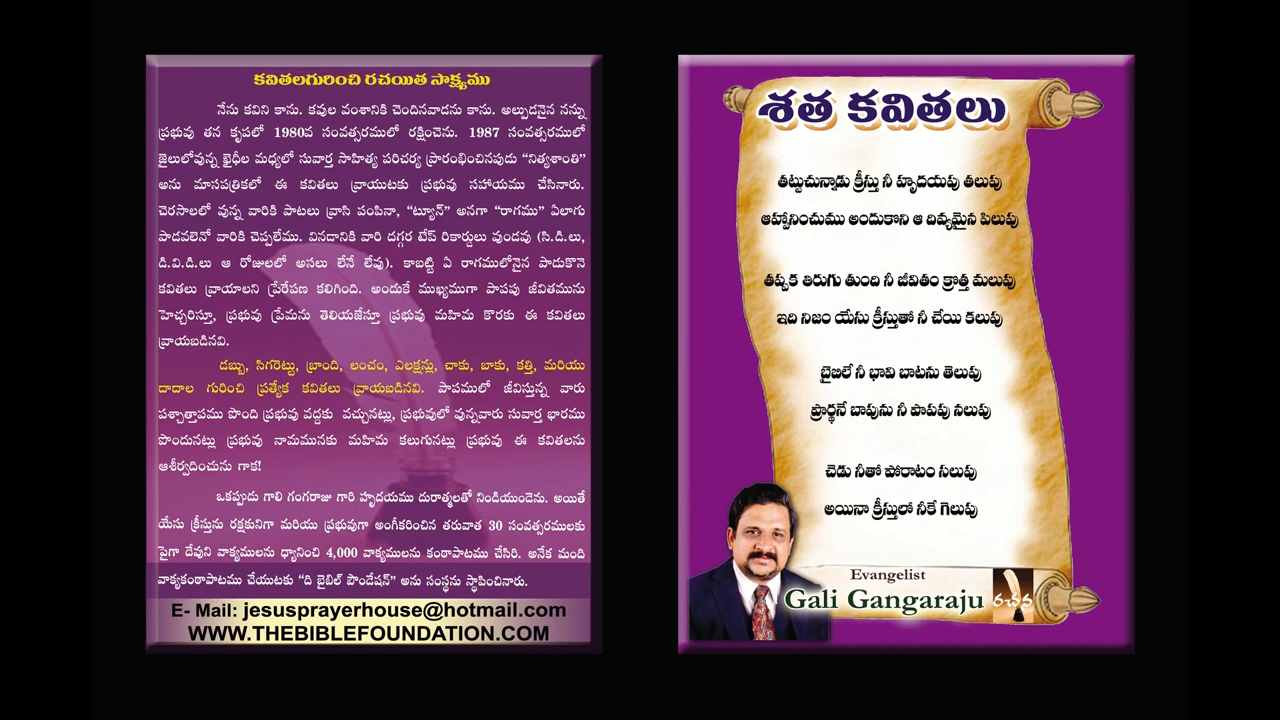 కవితలగురించి రచయిత సాక్ష్యము
నేను కవిని కాను. కవుల వంశానికి చెందినవాడను కాను. అల్పుడనైన నన్ను
ప్రభువు తన కృపలో 1980వ సంవత్సరములో రక్షించెను. 1987 సంవత్సరములో
జైలులోవున్న ఖైధీల మధ్యలో సువార్త సాహిత్య పరిచర్య ప్రారంభించినపుడు “నిత్యశాంతి”
అను మాసపత్రికలో ఈ కవితలు వ్రాయుటకు ప్రభువు సహాయము చేసినారు.
చెరసాలలో వున్న వారికి పాటలు వ్రాసి పంపినా, “ట్యూన్” అనగా “రాగము” ఏలాగు
పాడవలెనో వారికి చెప్పలేము. వినడానికి వారి దగ్గర టేప్ రికార్డులు వుండవు (సి.డి.లు,
డి.వి.డి.లు ఆ రోజులలో అసలు లేనే లేవు). కాబట్టి ఏ రాగములోనైన పాడుకొనె
కవితలు వ్రాయాలని ప్రేరేపణ కలిగింది. అందుకే ముఖ్యముగా పాపపు జీవితమును
హెచ్చరిస్తూ, ప్రభువు ప్రేమను తెలియజేస్తూ ప్రభువు మహిమ కొరకు ఈ కవితలు
వ్రాయబడినవి.
డబ్బు, సిగరెట్టు, బ్రాంది, లంచం, ఎలక్షన్లు, చాకు, బాకు, కత్తి, మరియు
దాదాల గురించి ప్రత్యేక కవితలు వ్రాయబడినవి. పాపములో జీవిస్తున్న వారు
పశ్చాత్తాపము పొంది ప్రభువు వద్దకు వచ్చునట్లు, ప్రభువులో వున్నవారు సువార్త భారము
పొందునట్లు ప్రభువు నామమునకు మహిమ కలుగునట్లు ప్రభువు ఈ కవితలను
ఆశీర్వదించును గాక!
ఒకప్పుడు గాలి గంగరాజు గారి హృదయము దురాత్మలతో నిండియుండెను. అయితే
యేసు క్రీస్తును రక్షకునిగా మరియు ప్రభువుగా అంగీకరించిన తరువాత 30 సంవత్సరములకు
పైగా దేవుని వాక్యములను ధ్యానించి 4,000 వాక్యములను కంఠాపాటము చేసిరి. అనేక మంది
వాక్యకంఠాపాటము చేయుటకు “ది బైబిల్ ఫౌండేషన్” అను సంస్థను స్థాపించినారు.
E- Mail: jesusprayerhouse@hotmail.com
WWW.THEBIBLEFOUNDATION.COM
శత కవితలు
తట్టుచున్నాడు క్రీస్తు నీ హృదయపు తలుపు
ఆహ్వానించుము అందుకొని ఆ దివ్యమైన పిలుపు
తప్పక తిరుగు తుంది నీ జీవితం క్రొత్త మలుపు
ఇది నిజం యేసు క్రీస్తుతో నీ చేయి కలుపు
బైబిలే నీ భావి బాటను తెలుపు
ప్రార్థనే బాపును నీ పాపపు నలుపు
చెడు నీతో పోరాటం సలుపు
అయినా క్రీస్తులో నీకే గెలుపు
Evangelist
Gali Gangaraju
రచన